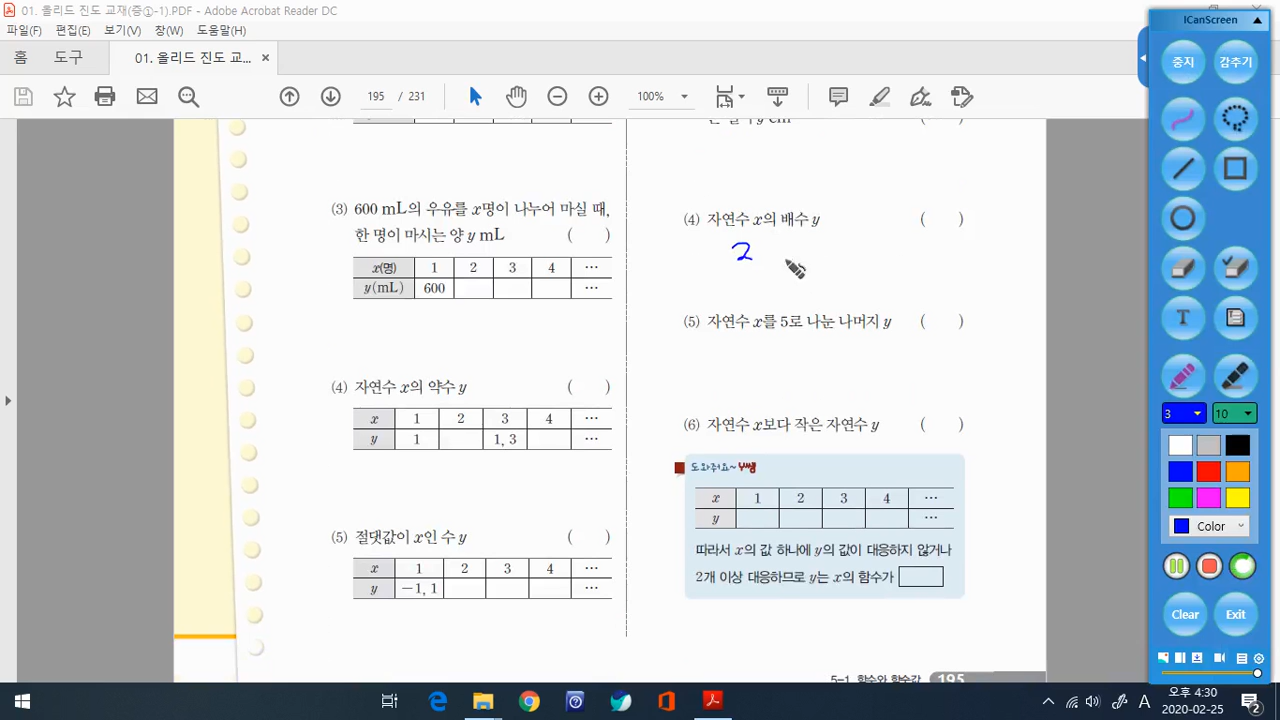 01. 올리드 진도 교재(중①-1).PDF - Adobe Acrobat Reader DC
파일(F) 편집(E) 보기(V) 창(W) 도움말(H)
홈 도구 01. 올리드 진도 교... ×
195 / 231 100%
(3) 600 mL의 우유를 x명이 나누어 마실 때,
한 명이 마시는 양 y mL ( )
x(명) 1 2 3 4 ···
y(mL) 600 ···
(4) 자연수 x의 약수 y ( )
x 1 2 3 4 ···
y 1 1, 3 ···
(5) 절댓값이 x인 수 y ( )
x 1 2 3 4 ···
y −1, 1 ···
(4) 자연수 x의 배수 y ( )
2
(5) 자연수 x를 5로 나눈 나머지 y ( )
(6) 자연수 x보다 작은 자연수 y ( )
도와줘요~ Y쌤
x 1 2 3 4 ···
y ···
따라서 x의 값 하나에 y의 값이 대응하지 않거나
2개 이상 대응하므로 y는 x의 함수가
5-1. 함수와 함숫값 195
ICanScreen
중지 감추기
T
3 10
Color
Clear Exit
A 오후 4:30
2020-02-25
2